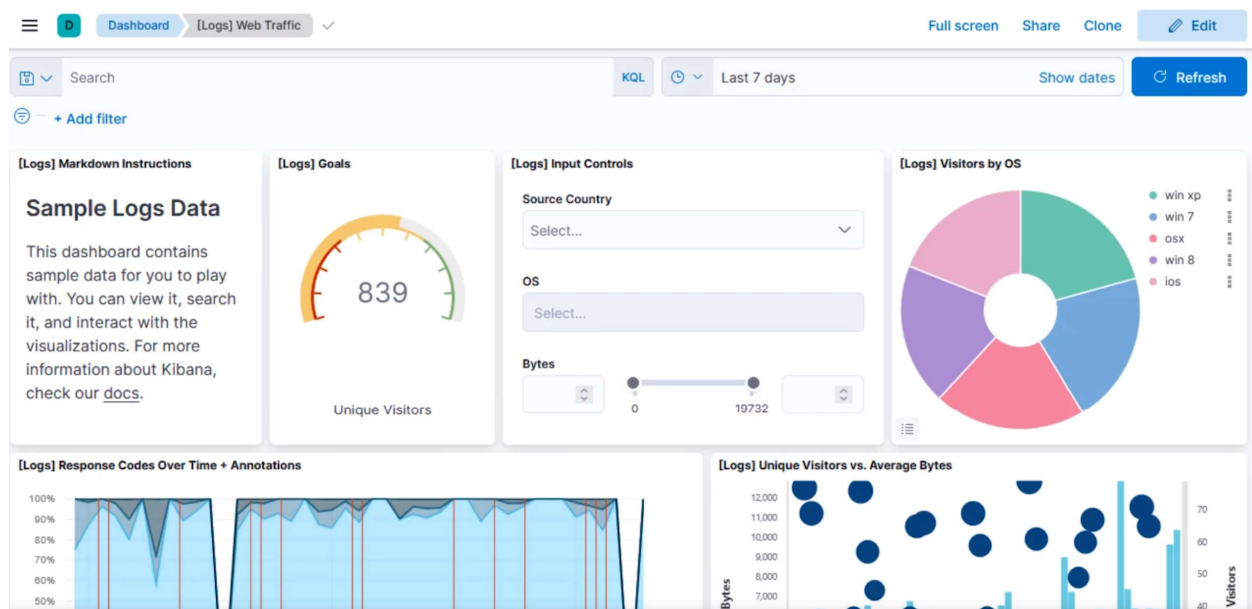 D Dashboard [Logs] Web Traffic Full screen Share Clone Edit
Search KQL Last 7 days Show dates Refresh
+ Add filter
[Logs] Markdown Instructions
Sample Logs Data
This dashboard contains
sample data for you to play
with. You can view it, search
it, and interact with the
visualizations. For more
information about Kibana,
check our docs.
[Logs] Goals
839
Unique Visitors
[Logs] Input Controls
Source Country
Select...
OS
Select...
Bytes
0 19732
[Logs] Visitors by OS
win xp
win 7
osx
win 8
ios
[Logs] Response Codes Over Time + Annotations
100%
90%
80%
70%
60%
50%
[Logs] Unique Visitors vs. Average Bytes
12,000
11,000
10,000
9,000
8,000
7,000
Bytes
70
60
50
40
Visitors